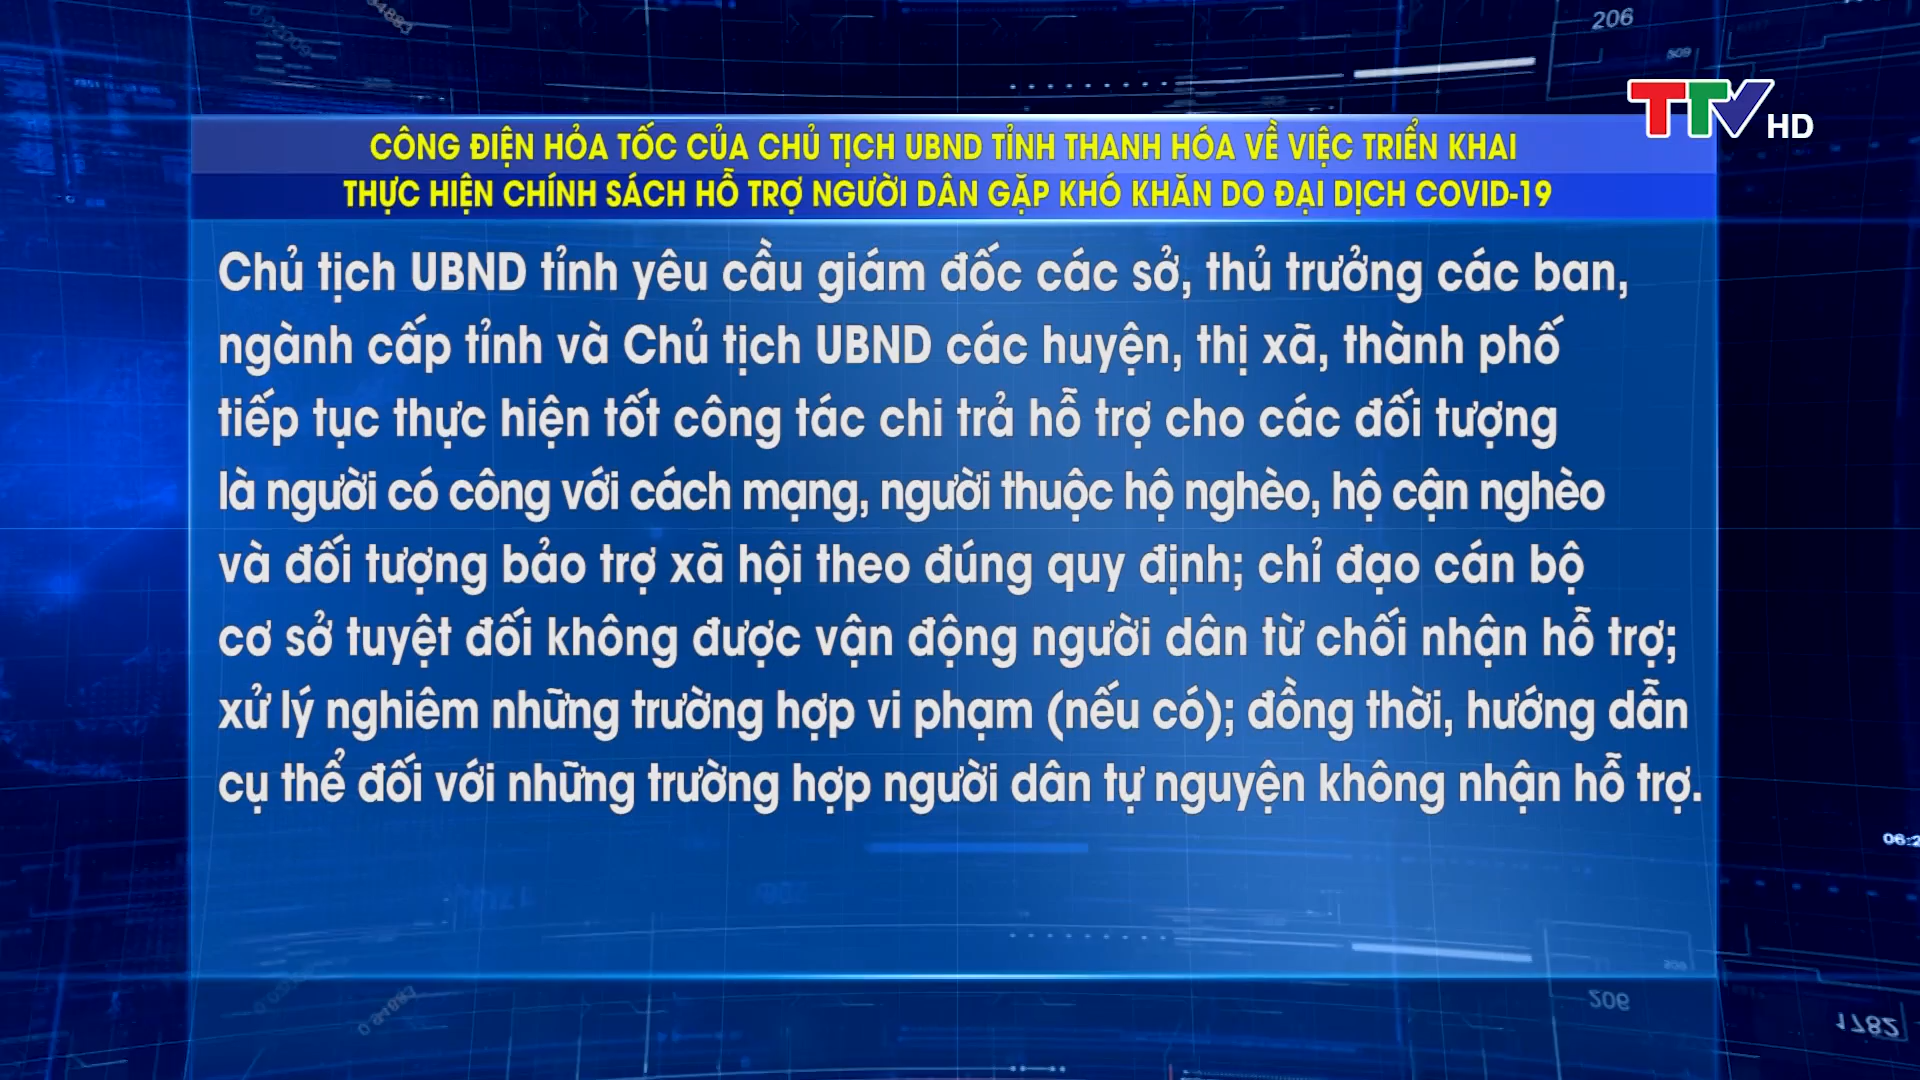 206
509
TTV HD
CÔNG ĐIỆN HỎA TỐC CỦA CHỦ TỊCH UBND TỈNH THANH HÓA VỀ VIỆC TRIỂN KHAI
THỰC HIỆN CHÍNH SÁCH HỖ TRỢ NGƯỜI DÂN GẶP KHÓ KHĂN DO ĐẠI DỊCH COVID-19
Chủ tịch UBND tỉnh yêu cầu giám đốc các sở, thủ trưởng các ban,
ngành cấp tỉnh và Chủ tịch UBND các huyện, thị xã, thành phố
tiếp tục thực hiện tốt công tác chi trả hỗ trợ cho các đối tượng
là người có công với cách mạng, người thuộc hộ nghèo, hộ cận nghèo
và đối tượng bảo trợ xã hội theo đúng quy định; chỉ đạo cán bộ
cơ sở tuyệt đối không được vận động người dân từ chối nhận hỗ trợ;
xử lý nghiêm những trường hợp vi phạm (nếu có); đồng thời, hướng dẫn
cụ thể đối với những trường hợp người dân tự nguyện không nhận hỗ trợ.
06:2
206
1782